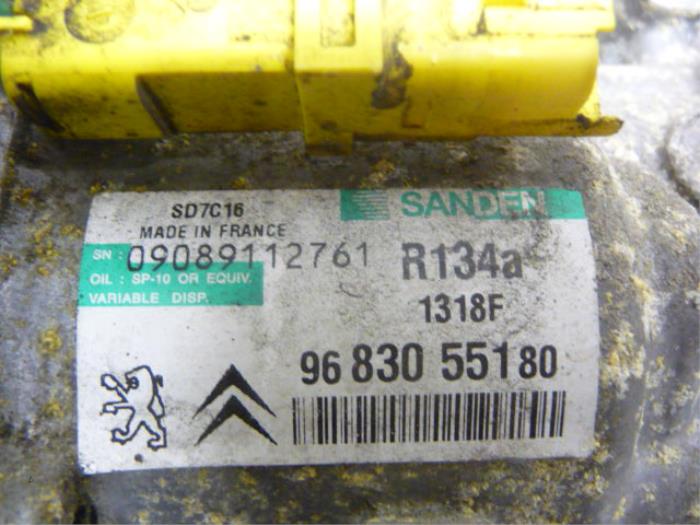 SD7C16
SANDEN
MADE IN FRANCE
SN : 09089112761
R134a
OIL : SP-10 OR EQUIV.
VARIABLE DISP.
1318F
96 830 551 80